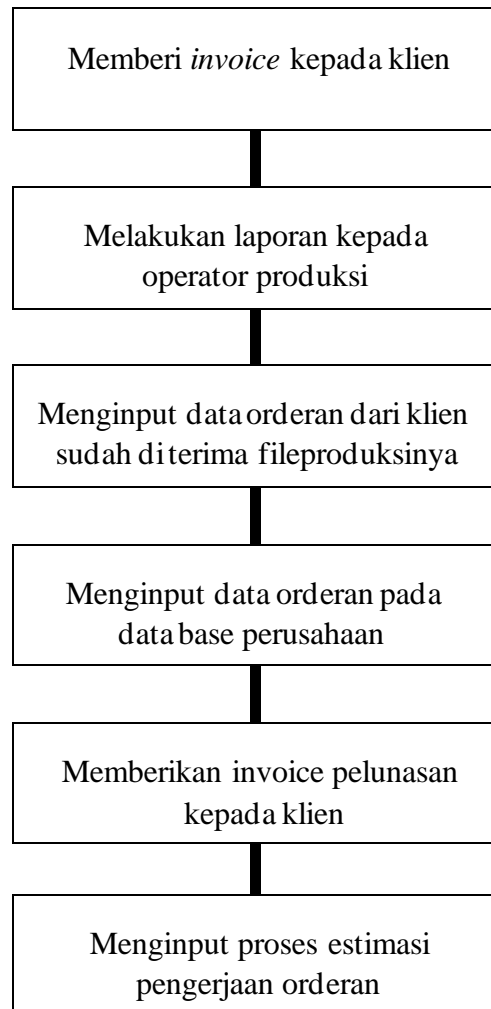 Memberi invoice kepada klien
Melakukan laporan kepada
operator produksi
Menginput data orderan dari klien
sudah diterima fileproduksinya
Menginput data orderan pada
data base perusahaan
Memberikan invoice pelunasan
kepada klien
Menginput proses estimasi
pengerjaan orderan